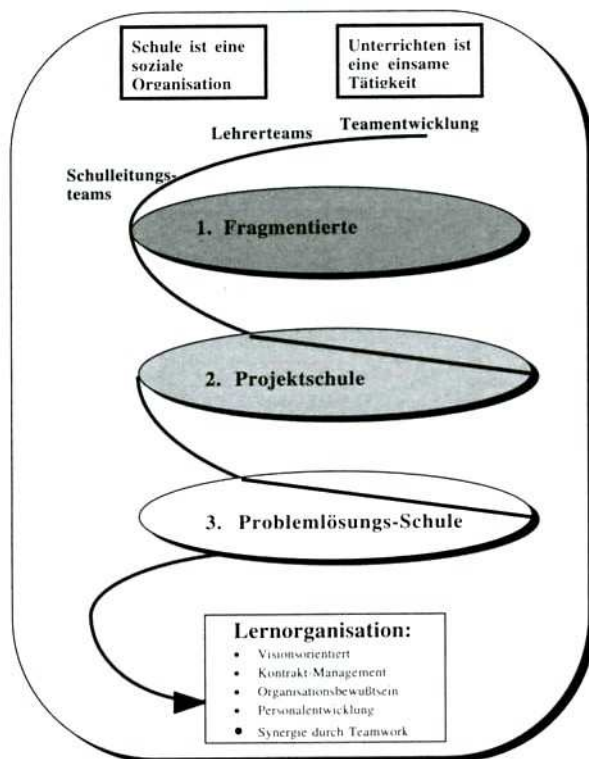 Schule ist eine
soziale
Organisation
Unterrichten ist
eine einsame
Tätigkeit
Lehrerteams
Teamentwicklung
Schulleitungs-
teams
1. Fragmentierte
2. Projektschule
3. Problemlösungs-Schule
Lernorganisation:
• Visionsorientiert
• Kontrakt-Management
• Organisationsbewußtsein
• Personalentwicklung
• Synergie durch Teamwork